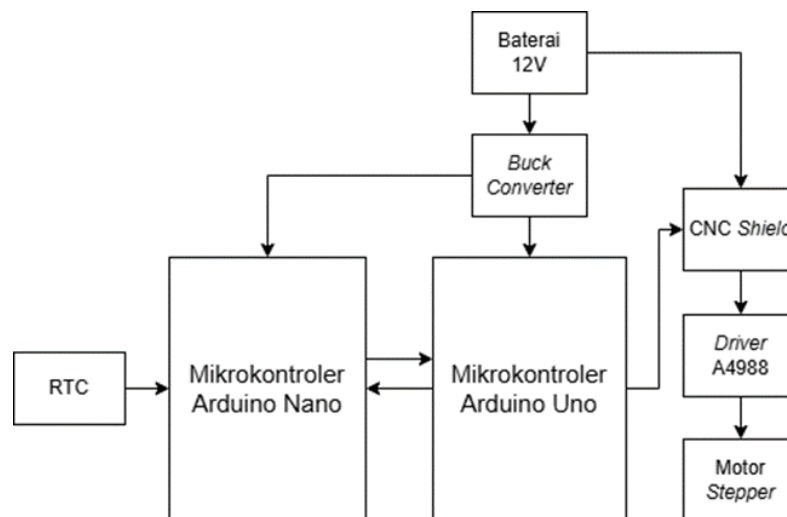 Baterai
12V
Buck
Converter
CNC Shield
RTC
Mikrokontroler
Arduino Nano
Mikrokontroler
Arduino Uno
Driver
A4988
Motor
Stepper